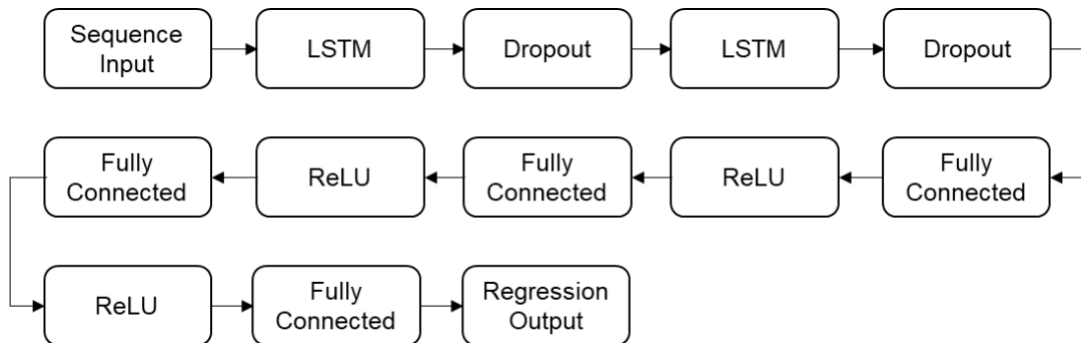 Sequence
Input
LSTM
Dropout
LSTM
Dropout
Fully
Connected
ReLU
Fully
Connected
ReLU
Fully
Connected
ReLU
Fully
Connected
Regression
Output